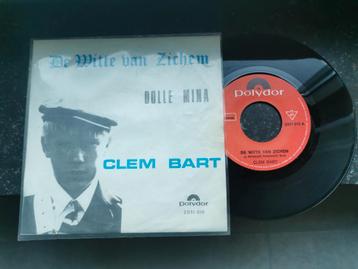 De Witte van Zichem
DOLLE MINA
CLEM BART
Polydor
Polydor
DE WITTE VAN ZICHEM
CLEM BART